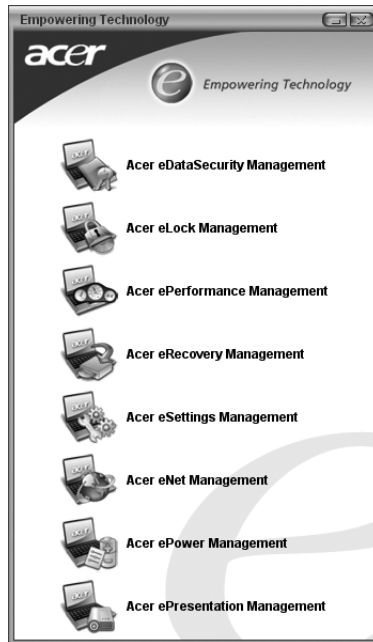 Empowering Technology
acer
e Empowering Technology
Acer eDataSecurity Management
Acer eLock Management
Acer ePerformance Management
Acer eRecovery Management
Acer eSettings Management
Acer eNet Management
Acer ePower Management
Acer ePresentation Management